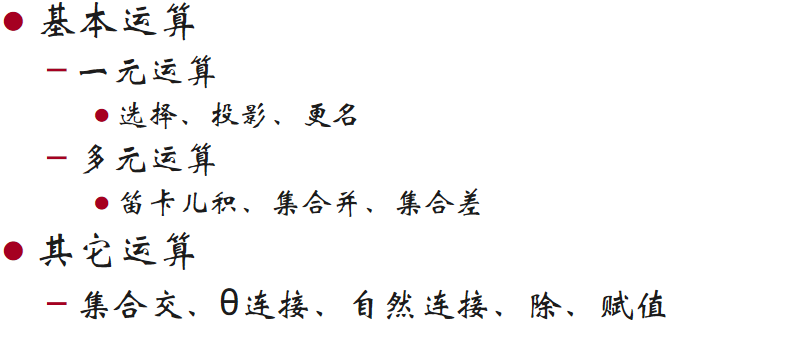 ● 基本运算
– 一元运算
● 选择、投影、更名
– 多元运算
● 笛卡儿积、集合并、集合差
● 其它运算
– 集合交、θ连接、自然连接、除、赋值